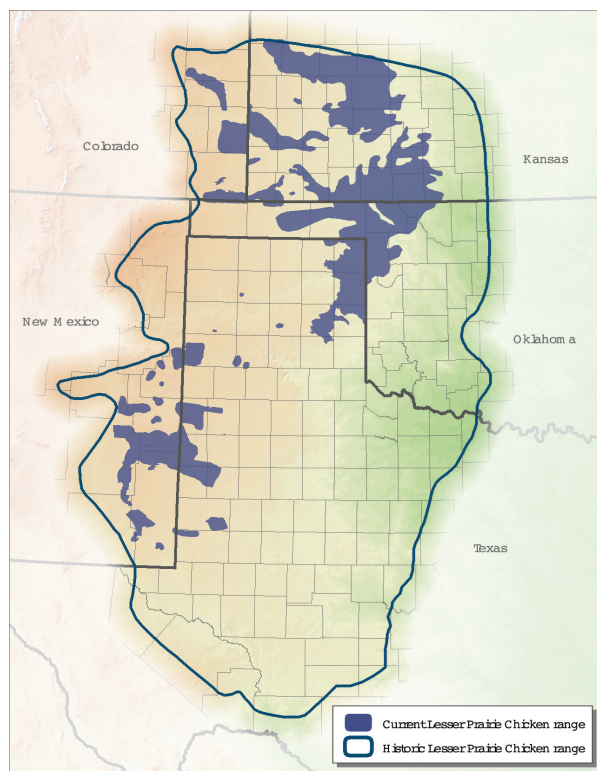 Colorado
Kansas
New Mexico
Oklahoma
Texas
Current Lesser Prairie Chicken range
Historic Lesser Prairie Chicken range